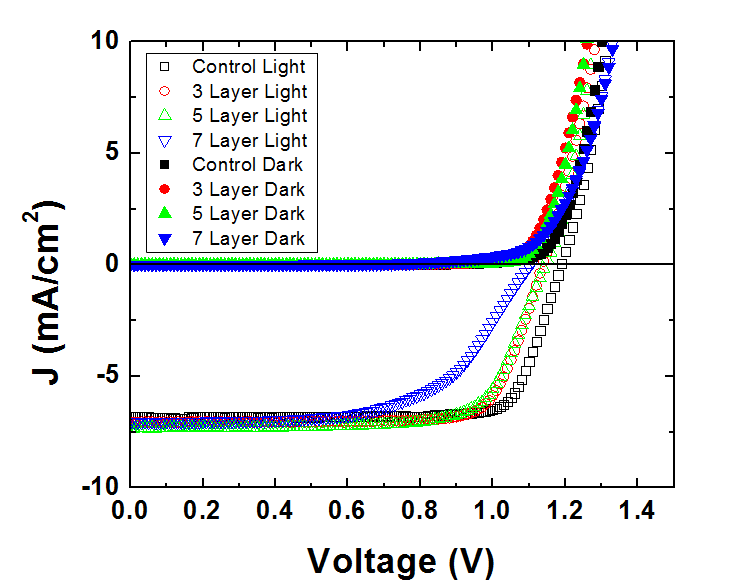 10
5
0
-5
-10
J (mA/cm²)
Control Light
3 Layer Light
5 Layer Light
7 Layer Light
Control Dark
3 Layer Dark
5 Layer Dark
7 Layer Dark
0.0 0.2 0.4 0.6 0.8 1.0 1.2 1.4
Voltage (V)